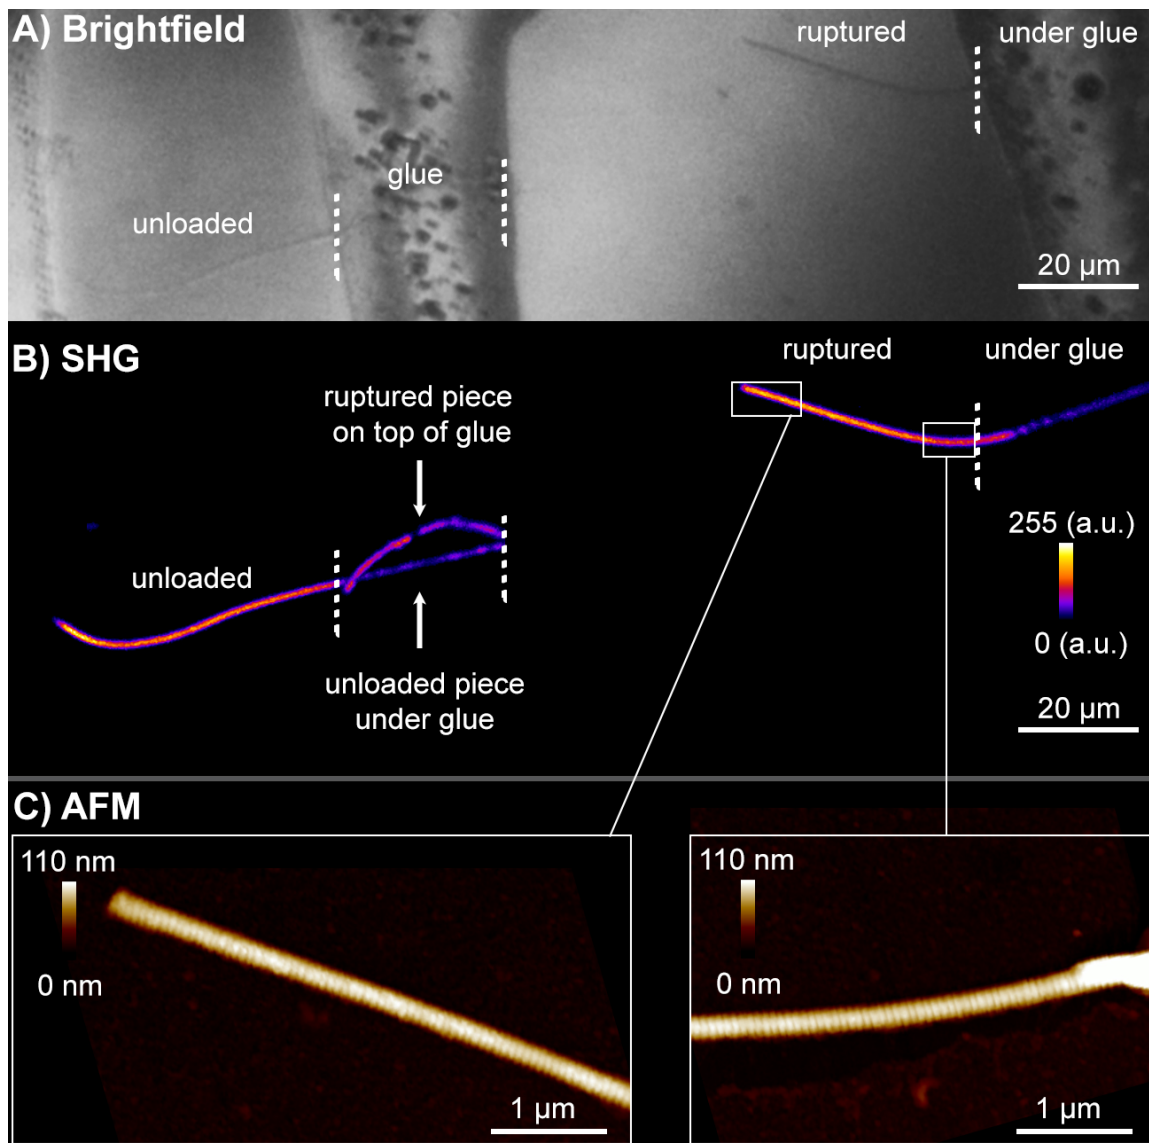 A) Brightfield
ruptured
under glue
glue
unloaded
20 µm
B) SHG
ruptured
under glue
ruptured piece
on top of glue
255 (a.u.)
unloaded
0 (a.u.)
unloaded piece
under glue
20 µm
C) AFM
110 nm
0 nm
1 µm
110 nm
0 nm
1 µm